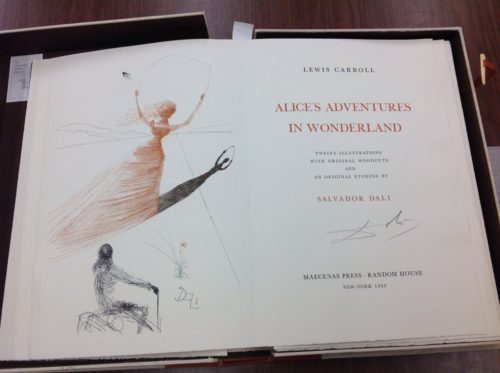 LEWIS CARROLL
ALICE'S ADVENTURES
IN WONDERLAND
TWELVE ILLUSTRATIONS
WITH ORIGINAL WOODCUTS
AND
AN ORIGINAL ETCHING BY
SALVADOR DALI
MAECENAS PRESS - RANDOM HOUSE
NEW-YORK 1969
DALI